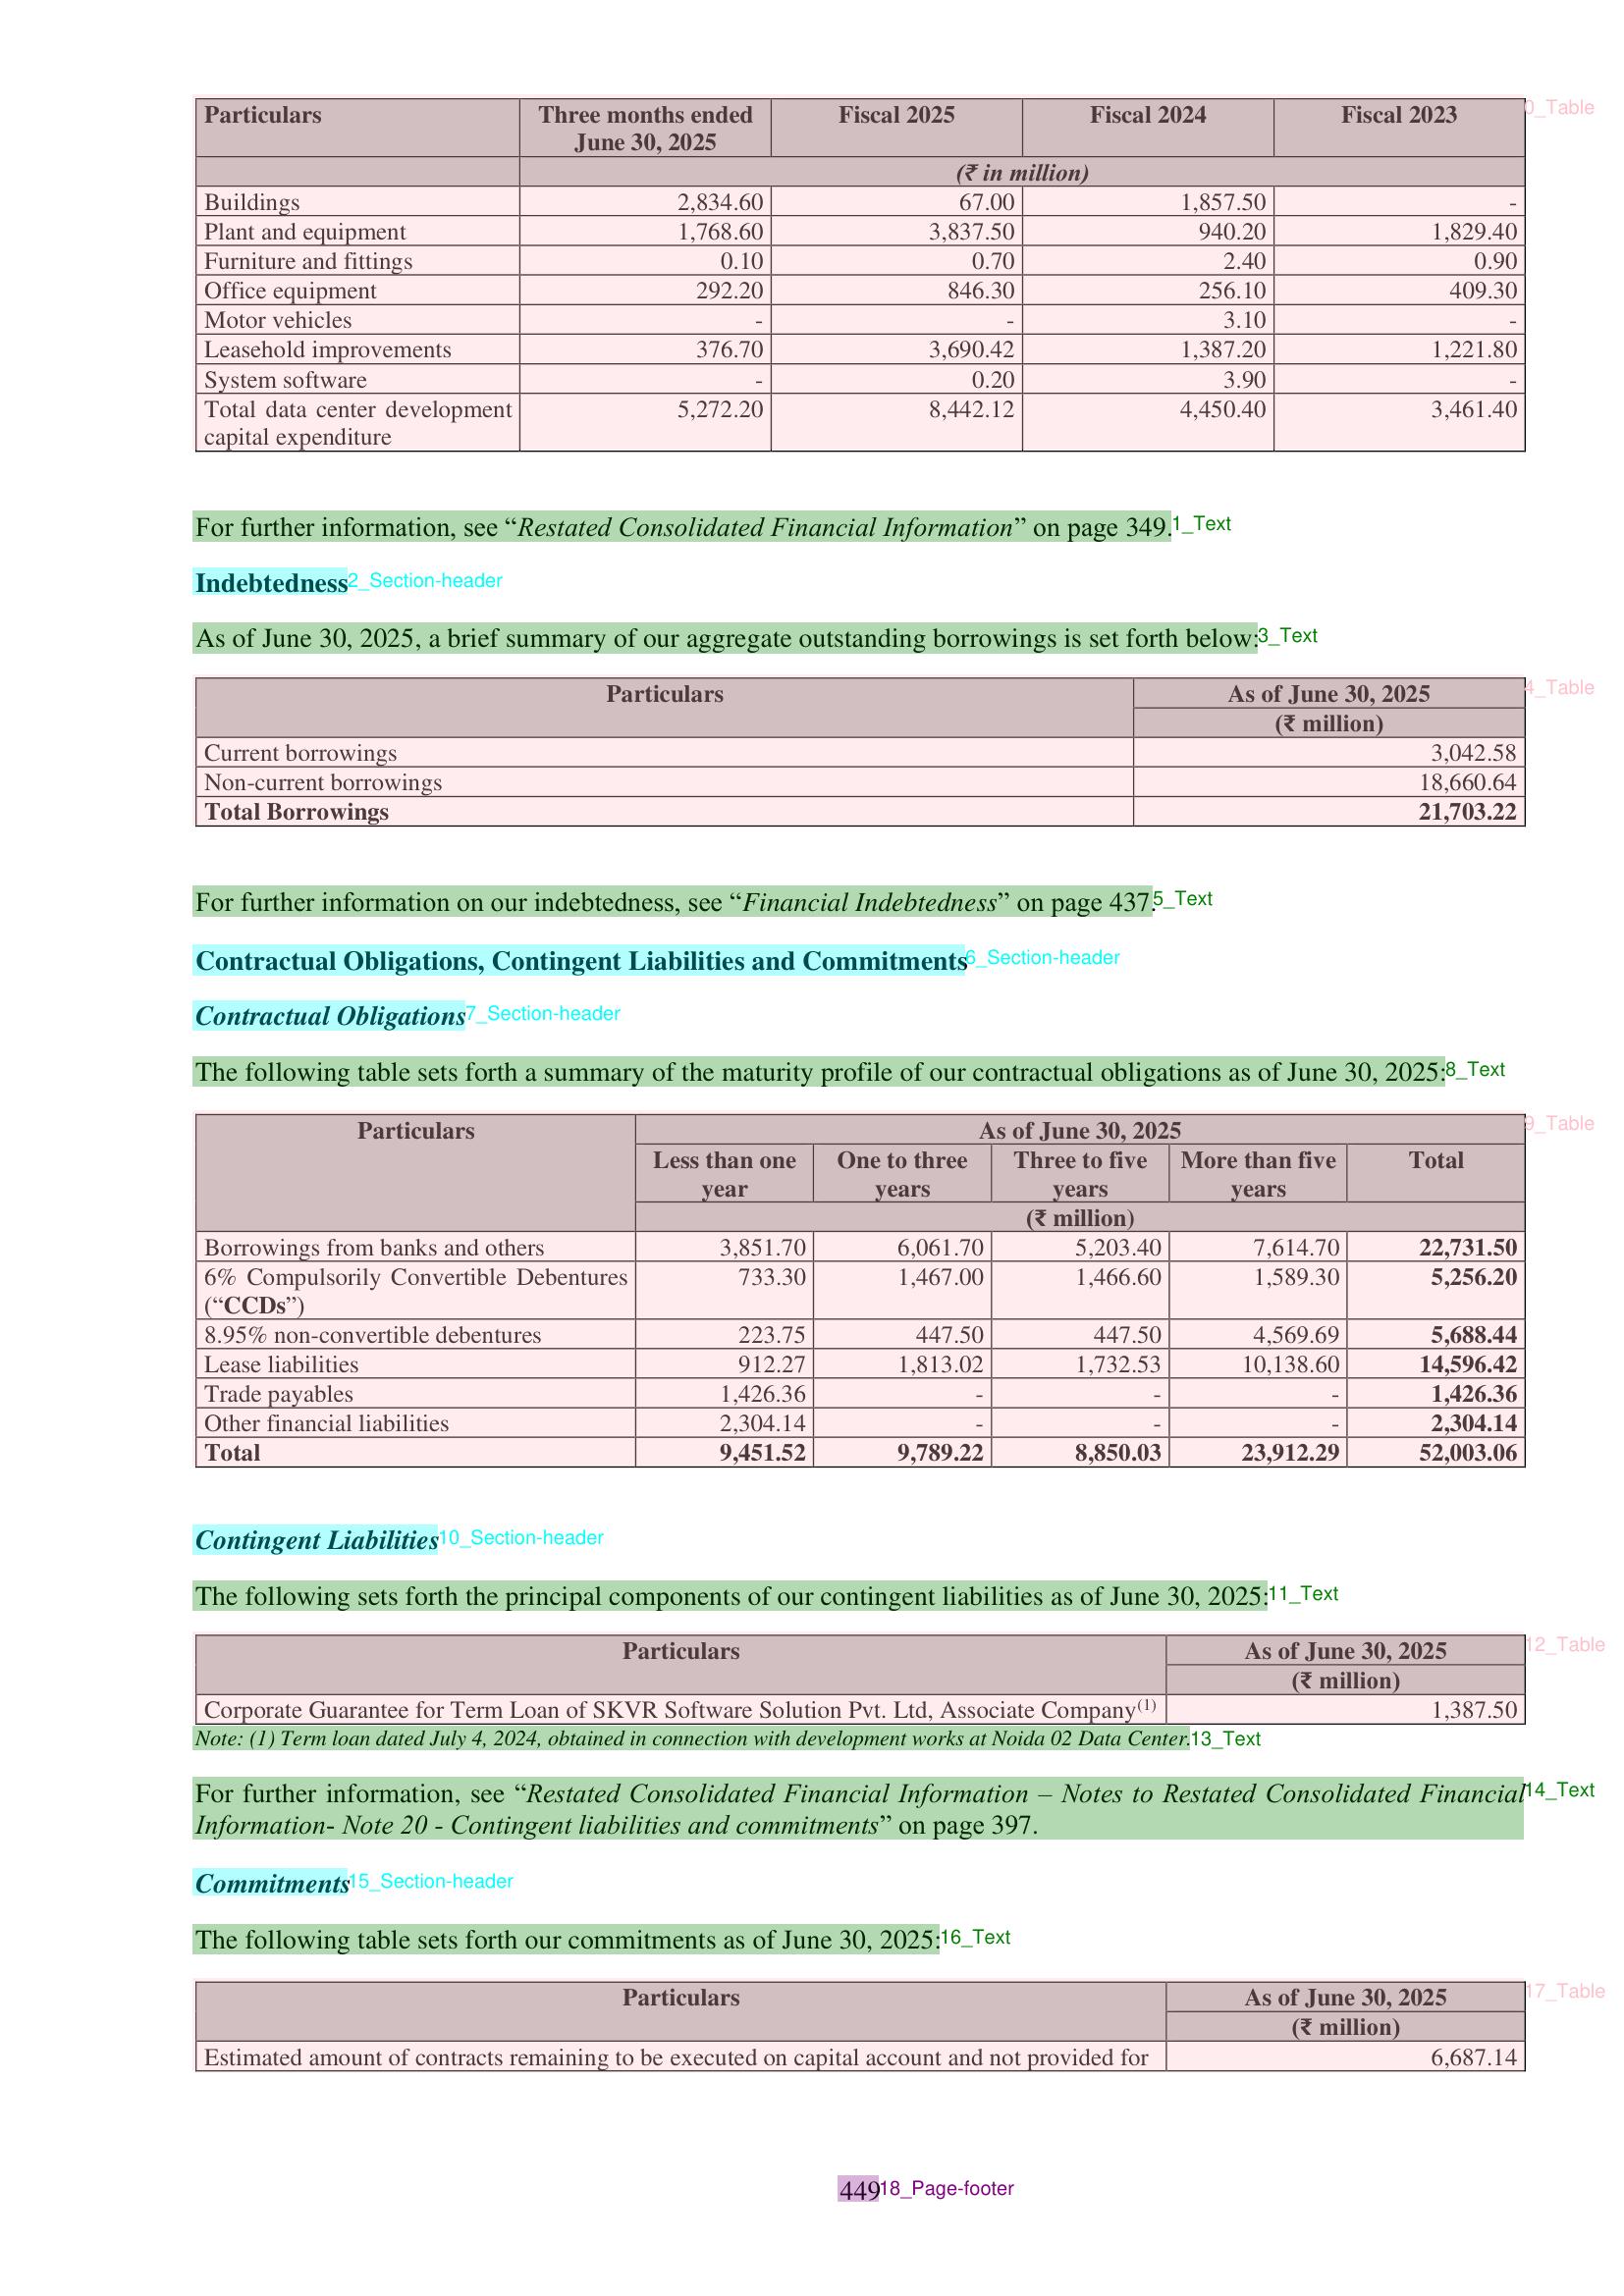 Particulars Three months ended June 30, 2025 Fiscal 2025 Fiscal 2024 Fiscal 2023 0_Table
(₹ in million)
Buildings 2,834.60 67.00 1,857.50 -
Plant and equipment 1,768.60 3,837.50 940.20 1,829.40
Furniture and fittings 0.10 0.70 2.40 0.90
Office equipment 292.20 846.30 256.10 409.30
Motor vehicles - - 3.10 -
Leasehold improvements 376.70 3,690.42 1,387.20 1,221.80
System software - 0.20 3.90 -
Total data center development capital expenditure 5,272.20 8,442.12 4,450.40 3,461.40
For further information, see “Restated Consolidated Financial Information” on page 349. 1_Text
Indebtedness 2_Section-header
As of June 30, 2025, a brief summary of our aggregate outstanding borrowings is set forth below: 3_Text
Particulars As of June 30, 2025 4_Table
(₹ million)
Current borrowings 3,042.58
Non-current borrowings 18,660.64
Total Borrowings 21,703.22
For further information on our indebtedness, see “Financial Indebtedness” on page 437. 5_Text
Contractual Obligations, Contingent Liabilities and Commitments 6_Section-header
Contractual Obligations 7_Section-header
The following table sets forth a summary of the maturity profile of our contractual obligations as of June 30, 2025: 8_Text
Particulars As of June 30, 2025 9_Table
Less than one year One to three years Three to five years More than five years Total
(₹ million)
Borrowings from banks and others 3,851.70 6,061.70 5,203.40 7,614.70 22,731.50
6% Compulsorily Convertible Debentures (“CCDs”) 733.30 1,467.00 1,466.60 1,589.30 5,256.20
8.95% non-convertible debentures 223.75 447.50 447.50 4,569.69 5,688.44
Lease liabilities 912.27 1,813.02 1,732.53 10,138.60 14,596.42
Trade payables 1,426.36 - - - 1,426.36
Other financial liabilities 2,304.14 - - - 2,304.14
Total 9,451.52 9,789.22 8,850.03 23,912.29 52,003.06
Contingent Liabilities 10_Section-header
The following sets forth the principal components of our contingent liabilities as of June 30, 2025: 11_Text
Particulars As of June 30, 2025 12_Table
(₹ million)
Corporate Guarantee for Term Loan of SKVR Software Solution Pvt. Ltd, Associate Company(1) 1,387.50
Note: (1) Term loan dated July 4, 2024, obtained in connection with development works at Noida 02 Data Center. 13_Text
For further information, see “Restated Consolidated Financial Information – Notes to Restated Consolidated Financial 14_Text
Information- Note 20 - Contingent liabilities and commitments” on page 397.
Commitments 15_Section-header
The following table sets forth our commitments as of June 30, 2025: 16_Text
Particulars As of June 30, 2025 17_Table
(₹ million)
Estimated amount of contracts remaining to be executed on capital account and not provided for 6,687.14
449 18_Page-footer